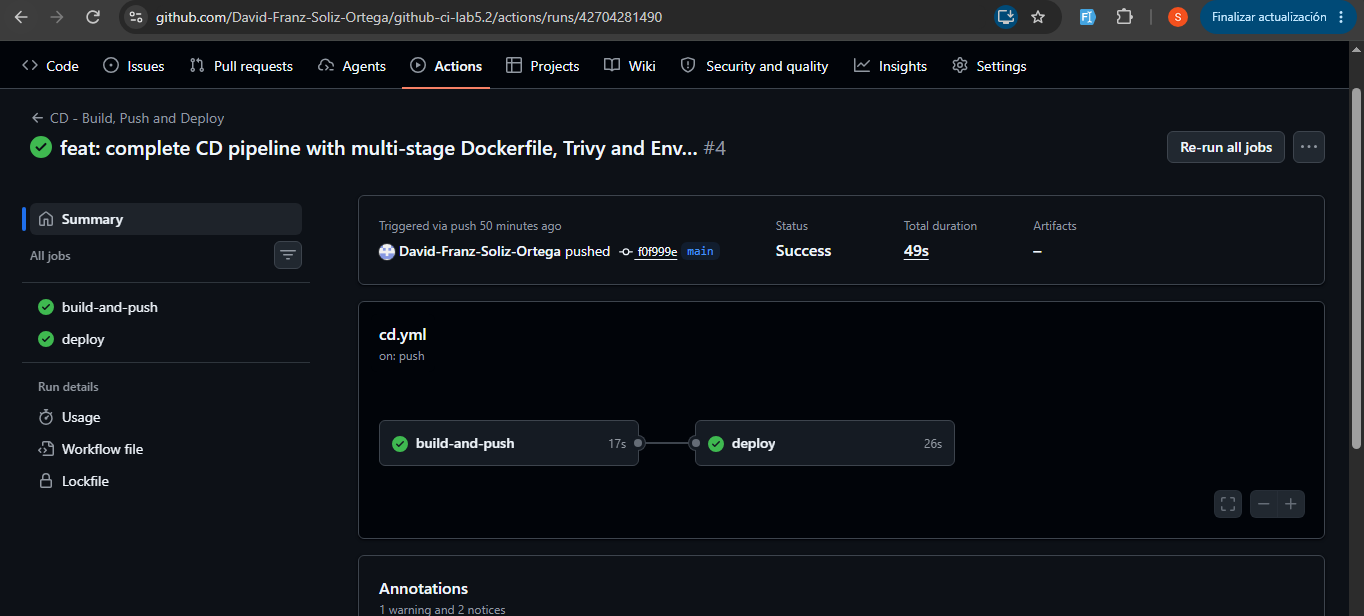 github.com/David-Franz-Soliz-Ortega/github-ci-lab5.2/actions/runs/42704281490
S
Finalizar actualización
Code
Issues
Pull requests
Agents
Actions
Projects
Wiki
Security and quality
Insights
Settings
← CD - Build, Push and Deploy
feat: complete CD pipeline with multi-stage Dockerfile, Trivy and Env... #4
Re-run all jobs
Summary
All jobs
build-and-push
deploy
Run details
Usage
Workflow file
Lockfile
Triggered via push 50 minutes ago
David-Franz-Soliz-Ortega pushed f0f999e main
Status
Success
Total duration
49s
Artifacts
–
cd.yml
on: push
build-and-push 17s
deploy 26s
Annotations
1 warning and 2 notices